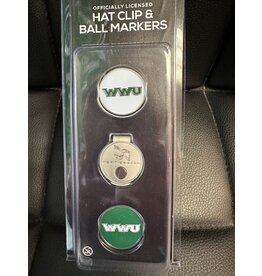 OFFICIALLY LICENSED
HAT CLIP &
BALL MARKERS
WWU
WWU